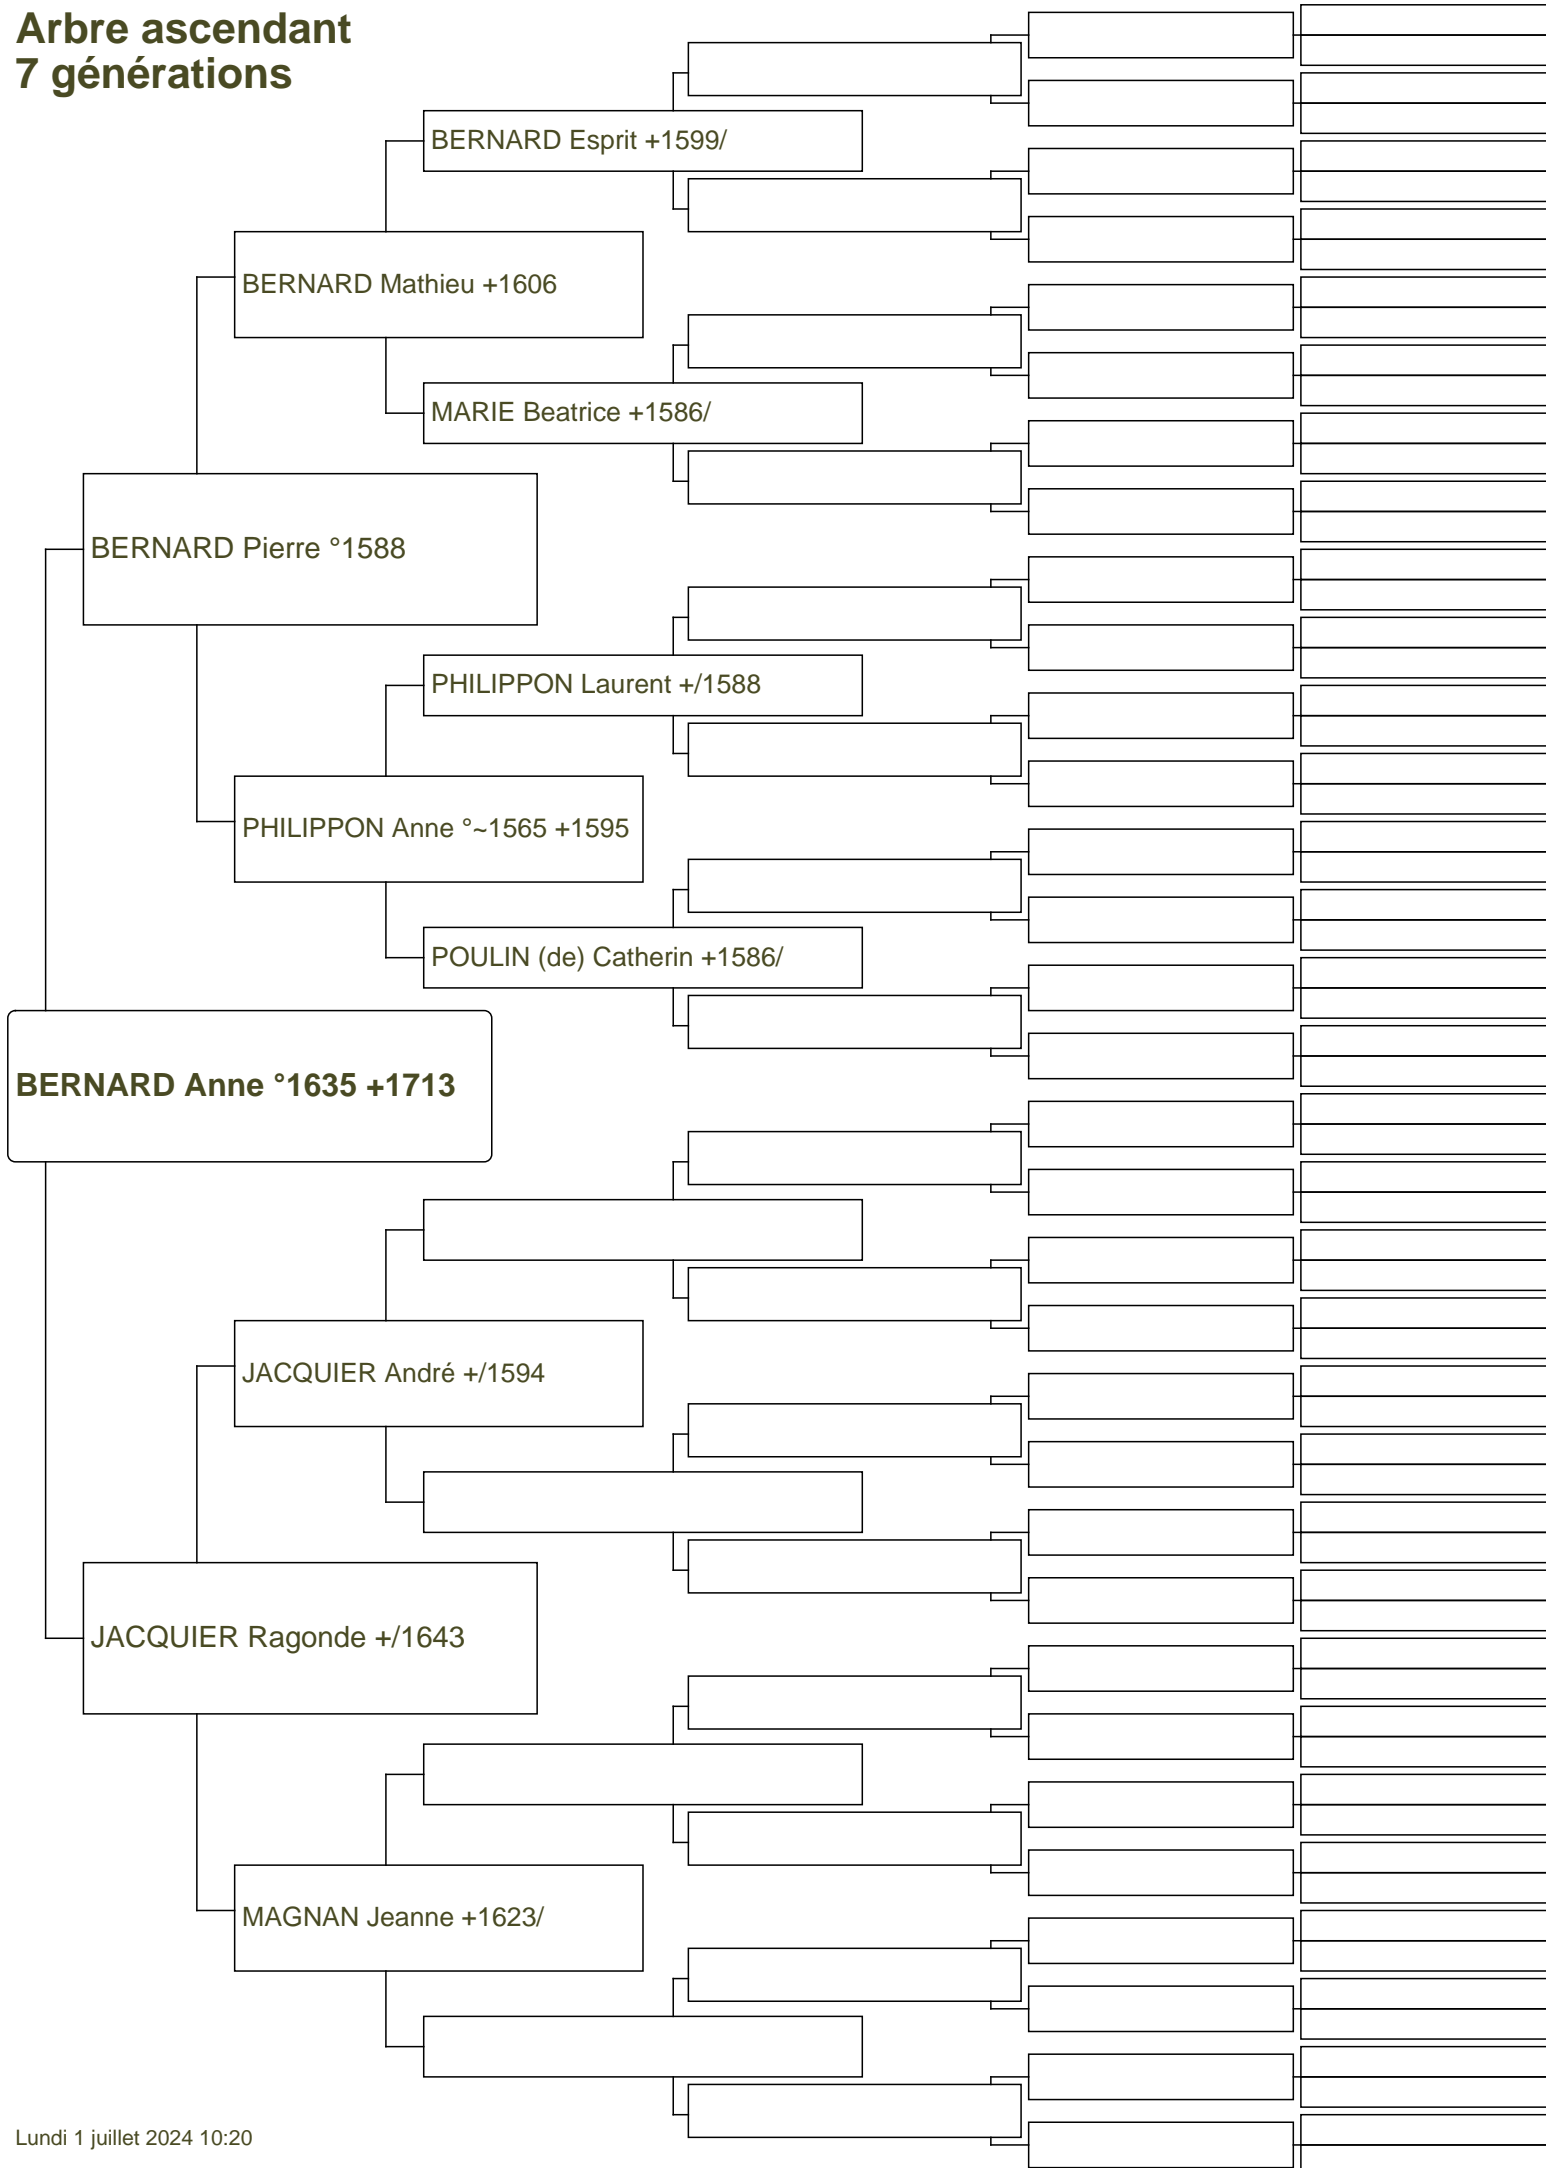 Arbre ascendant
7 générations
BERNARD Esprit +1599/
BERNARD Mathieu +1606
MARIE Beatrice +1586/
BERNARD Pierre °1588
PHILIPPON Laurent +/1588
PHILIPPON Anne °~1565 +1595
POULIN (de) Catherin +1586/
BERNARD Anne °1635 +1713
JACQUIER André +/1594
JACQUIER Ragonde +/1643
MAGNAN Jeanne +1623/
Lundi 1 juillet 2024 10:20